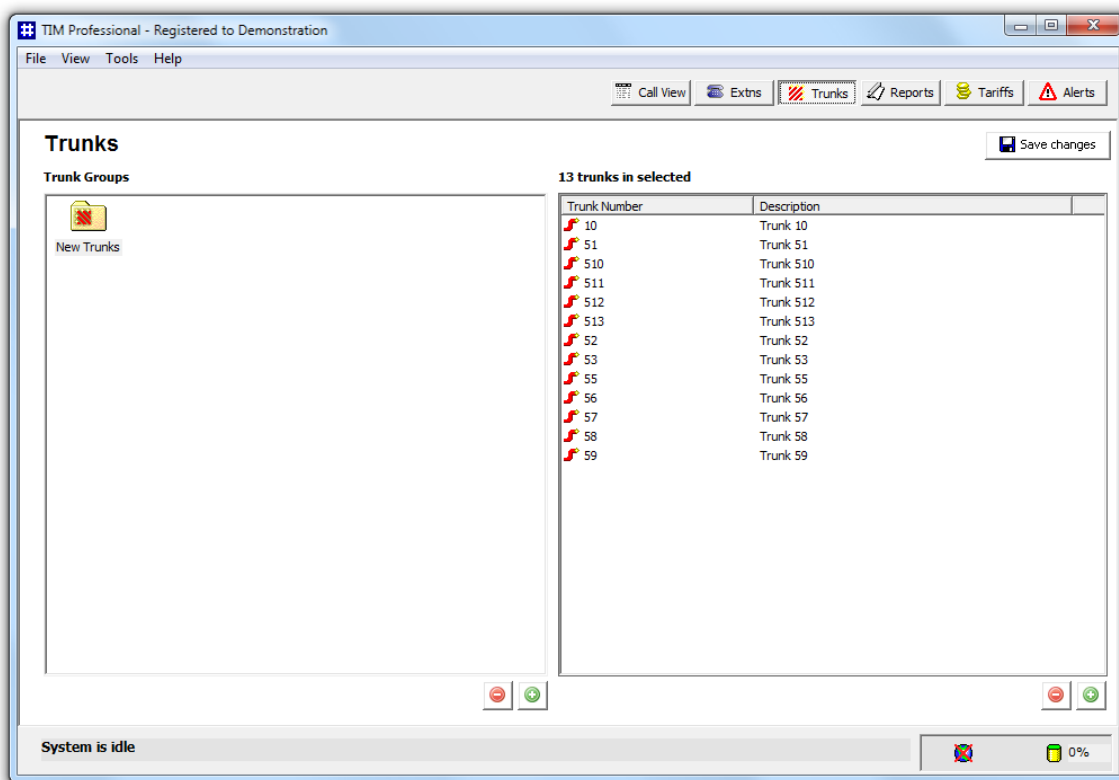 TIM Professional - Registered to Demonstration
File View Tools Help
Call View Extns Trunks Reports Tariffs Alerts
Trunks
Save changes
Trunk Groups
13 trunks in selected
New Trunks
Trunk Number Description
10 Trunk 10
51 Trunk 51
510 Trunk 510
511 Trunk 511
512 Trunk 512
513 Trunk 513
52 Trunk 52
53 Trunk 53
55 Trunk 55
56 Trunk 56
57 Trunk 57
58 Trunk 58
59 Trunk 59
System is idle
0%